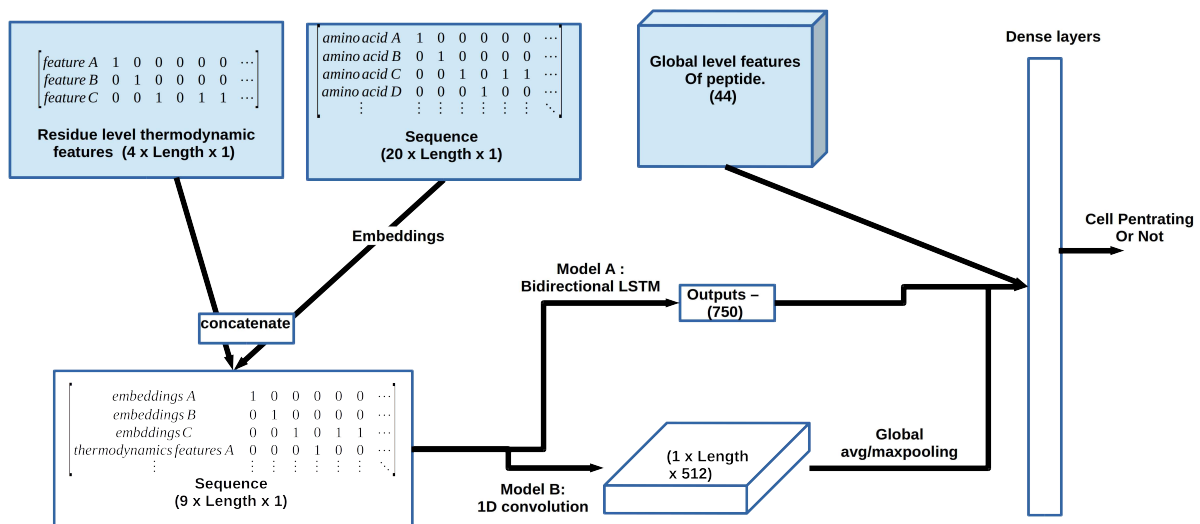 feature A 1 0 0 0 0 0 ⋯
feature B 0 1 0 0 0 0 ⋯
feature C 0 0 1 0 1 1 ⋯
Residue level thermodynamic
features (4 x Length x 1)
amino acid A 1 0 0 0 0 0 ⋯
amino acid B 0 1 0 0 0 0 ⋯
amino acid C 0 0 1 0 1 1 ⋯
amino acid D 0 0 0 1 0 0 ⋯
⋮ ⋮ ⋮ ⋮ ⋮ ⋮ ⋮ ⋱
Sequence
(20 x Length x 1)
Global level features
Of peptide.
(44)
Dense layers
Cell Pentrating
Or Not
Embeddings
concatenate
Model A :
Bidirectional LSTM
Outputs –
(750)
embeddings A 1 0 0 0 0 0 ⋯
embeddings B 0 1 0 0 0 0 ⋯
embddings C 0 0 1 0 1 1 ⋯
thermodynamics features A 0 0 0 1 0 0 ⋯
⋮ ⋮ ⋮ ⋮ ⋮ ⋮ ⋮ ⋱
Sequence
(9 x Length x 1)
Model B:
1D convolution
(1 x Length
x 512)
Global
avg/maxpooling